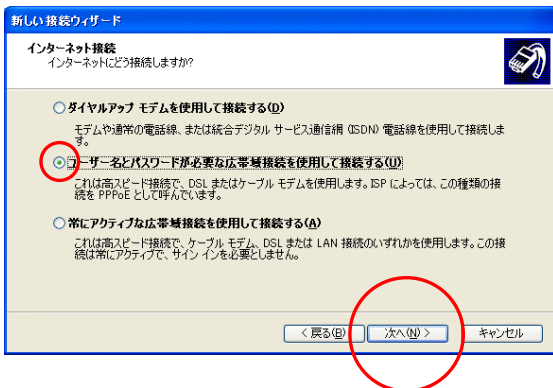 新しい接続ウィザード
インターネット接続
インターネットにどう接続しますか?
ダイヤルアップ モデムを使用して接続する(D)
モデムや通常の電話線、または統合デジタル サービス通信網 (ISDN) 電話線を使用して接続しま
す。
ユーザー名とパスワードが必要な広帯域接続を使用して接続する(U)
これは高スピード接続で、DSL またはケーブル モデムを使用します。ISP によっては、この種類の接
続を PPPoE として呼んでいます。
常にアクティブな広帯域接続を使用して接続する(A)
これは高スピード接続で、ケーブル モデム、DSL または LAN 接続のいずれかを使用します。この接
続は常にアクティブで、サイン インを必要としません。
< 戻る(B) 次へ(N) > キャンセル